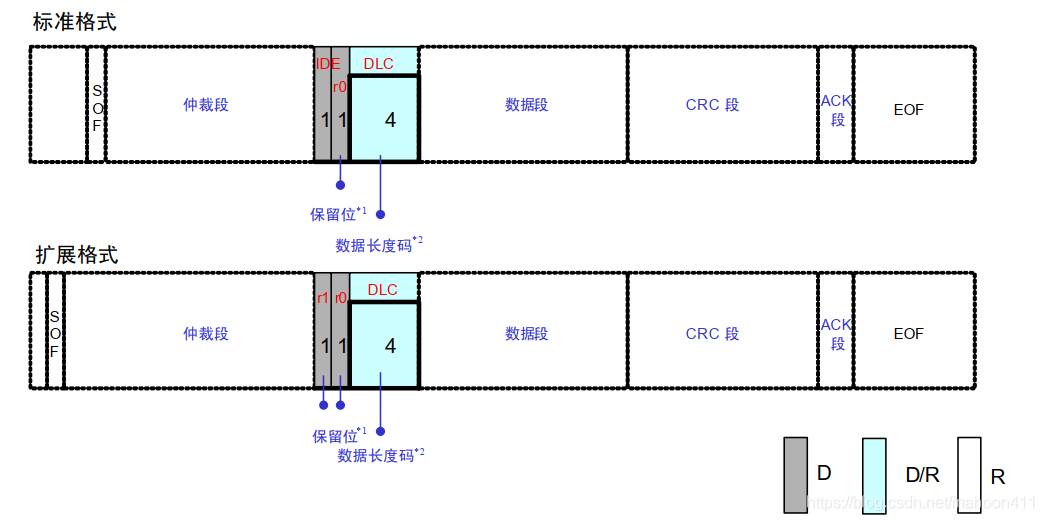 标准格式
SOF
仲裁段
IDE
r0
DLC
1
1
4
数据段
CRC 段
ACK
段
EOF
保留位*1
数据长度码*2
扩展格式
SOF
仲裁段
r1
r0
DLC
1
1
4
数据段
CRC 段
ACK
段
EOF
保留位*1
数据长度码*2
D
D/R
R
https://blog.csdn.net/mahoon411